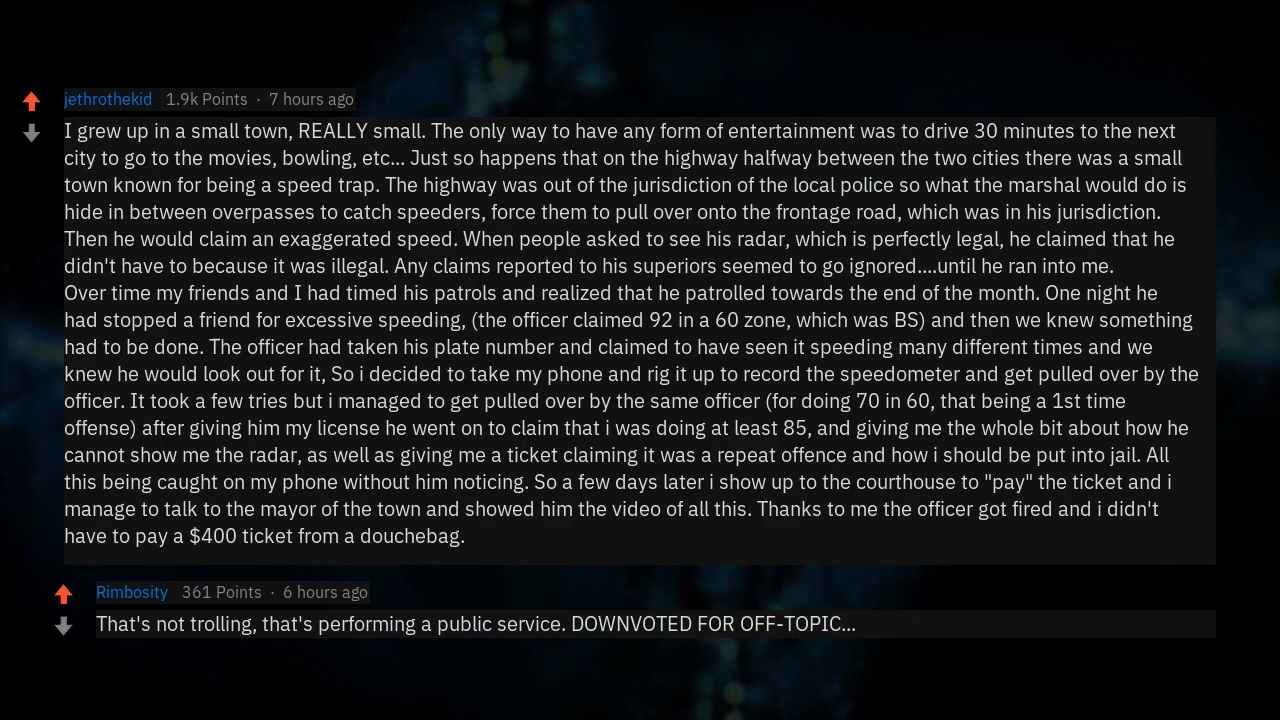 jethrothekid 1.9k Points · 7 hours ago
I grew up in a small town, REALLY small. The only way to have any form of entertainment was to drive 30 minutes to the next
city to go to the movies, bowling, etc... Just so happens that on the highway halfway between the two cities there was a small
town known for being a speed trap. The highway was out of the jurisdiction of the local police so what the marshal would do is
hide in between overpasses to catch speeders, force them to pull over onto the frontage road, which was in his jurisdiction.
Then he would claim an exaggerated speed. When people asked to see his radar, which is perfectly legal, he claimed that he
didn't have to because it was illegal. Any claims reported to his superiors seemed to go ignored....until he ran into me.
Over time my friends and I had timed his patrols and realized that he patrolled towards the end of the month. One night he
had stopped a friend for excessive speeding, (the officer claimed 92 in a 60 zone, which was BS) and then we knew something
had to be done. The officer had taken his plate number and claimed to have seen it speeding many different times and we
knew he would look out for it, So i decided to take my phone and rig it up to record the speedometer and get pulled over by the
officer. It took a few tries but i managed to get pulled over by the same officer (for doing 70 in 60, that being a 1st time
offense) after giving him my license he went on to claim that i was doing at least 85, and giving me the whole bit about how he
cannot show me the radar, as well as giving me a ticket claiming it was a repeat offence and how i should be put into jail. All
this being caught on my phone without him noticing. So a few days later i show up to the courthouse to "pay" the ticket and i
manage to talk to the mayor of the town and showed him the video of all this. Thanks to me the officer got fired and i didn't
have to pay a $400 ticket from a douchebag.
Rimbosity 361 Points · 6 hours ago
That's not trolling, that's performing a public service. DOWNVOTED FOR OFF-TOPIC...